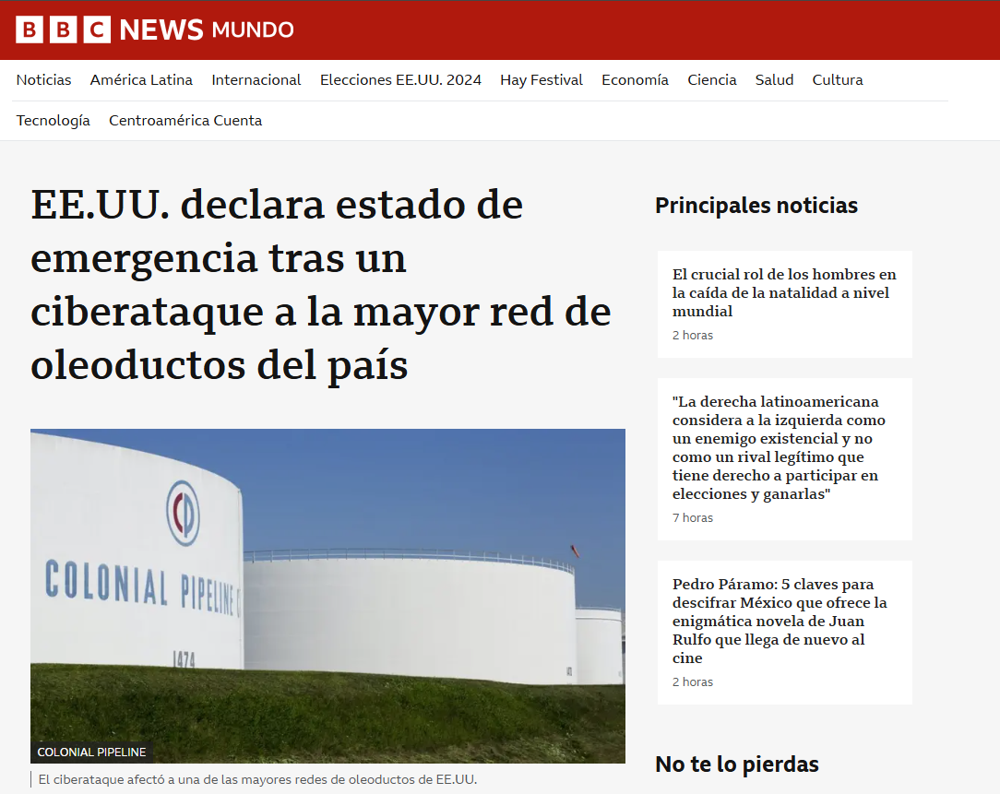 BBC NEWS MUNDO
Noticias América Latina Internacional Elecciones EE.UU. 2024 Hay Festival Economía Ciencia Salud Cultura
Tecnología Centroamérica Cuenta
EE.UU. declara estado de
emergencia tras un
ciberataque a la mayor red de
oleoductos del país
COLONIAL PIPELINE
1474
COLONIAL PIPELINE
El ciberataque afectó a una de las mayores redes de oleoductos de EE.UU.
Principales noticias
El crucial rol de los hombres en
la caída de la natalidad a nivel
mundial
2 horas
"La derecha latinoamericana
considera a la izquierda como
un enemigo existencial y no
como un rival legítimo que
tiene derecho a participar en
elecciones y ganarlas"
7 horas
Pedro Páramo: 5 claves para
descifrar México que ofrece la
enigmática novela de Juan
Rulfo que llega de nuevo al
cine
2 horas
No te lo pierdas